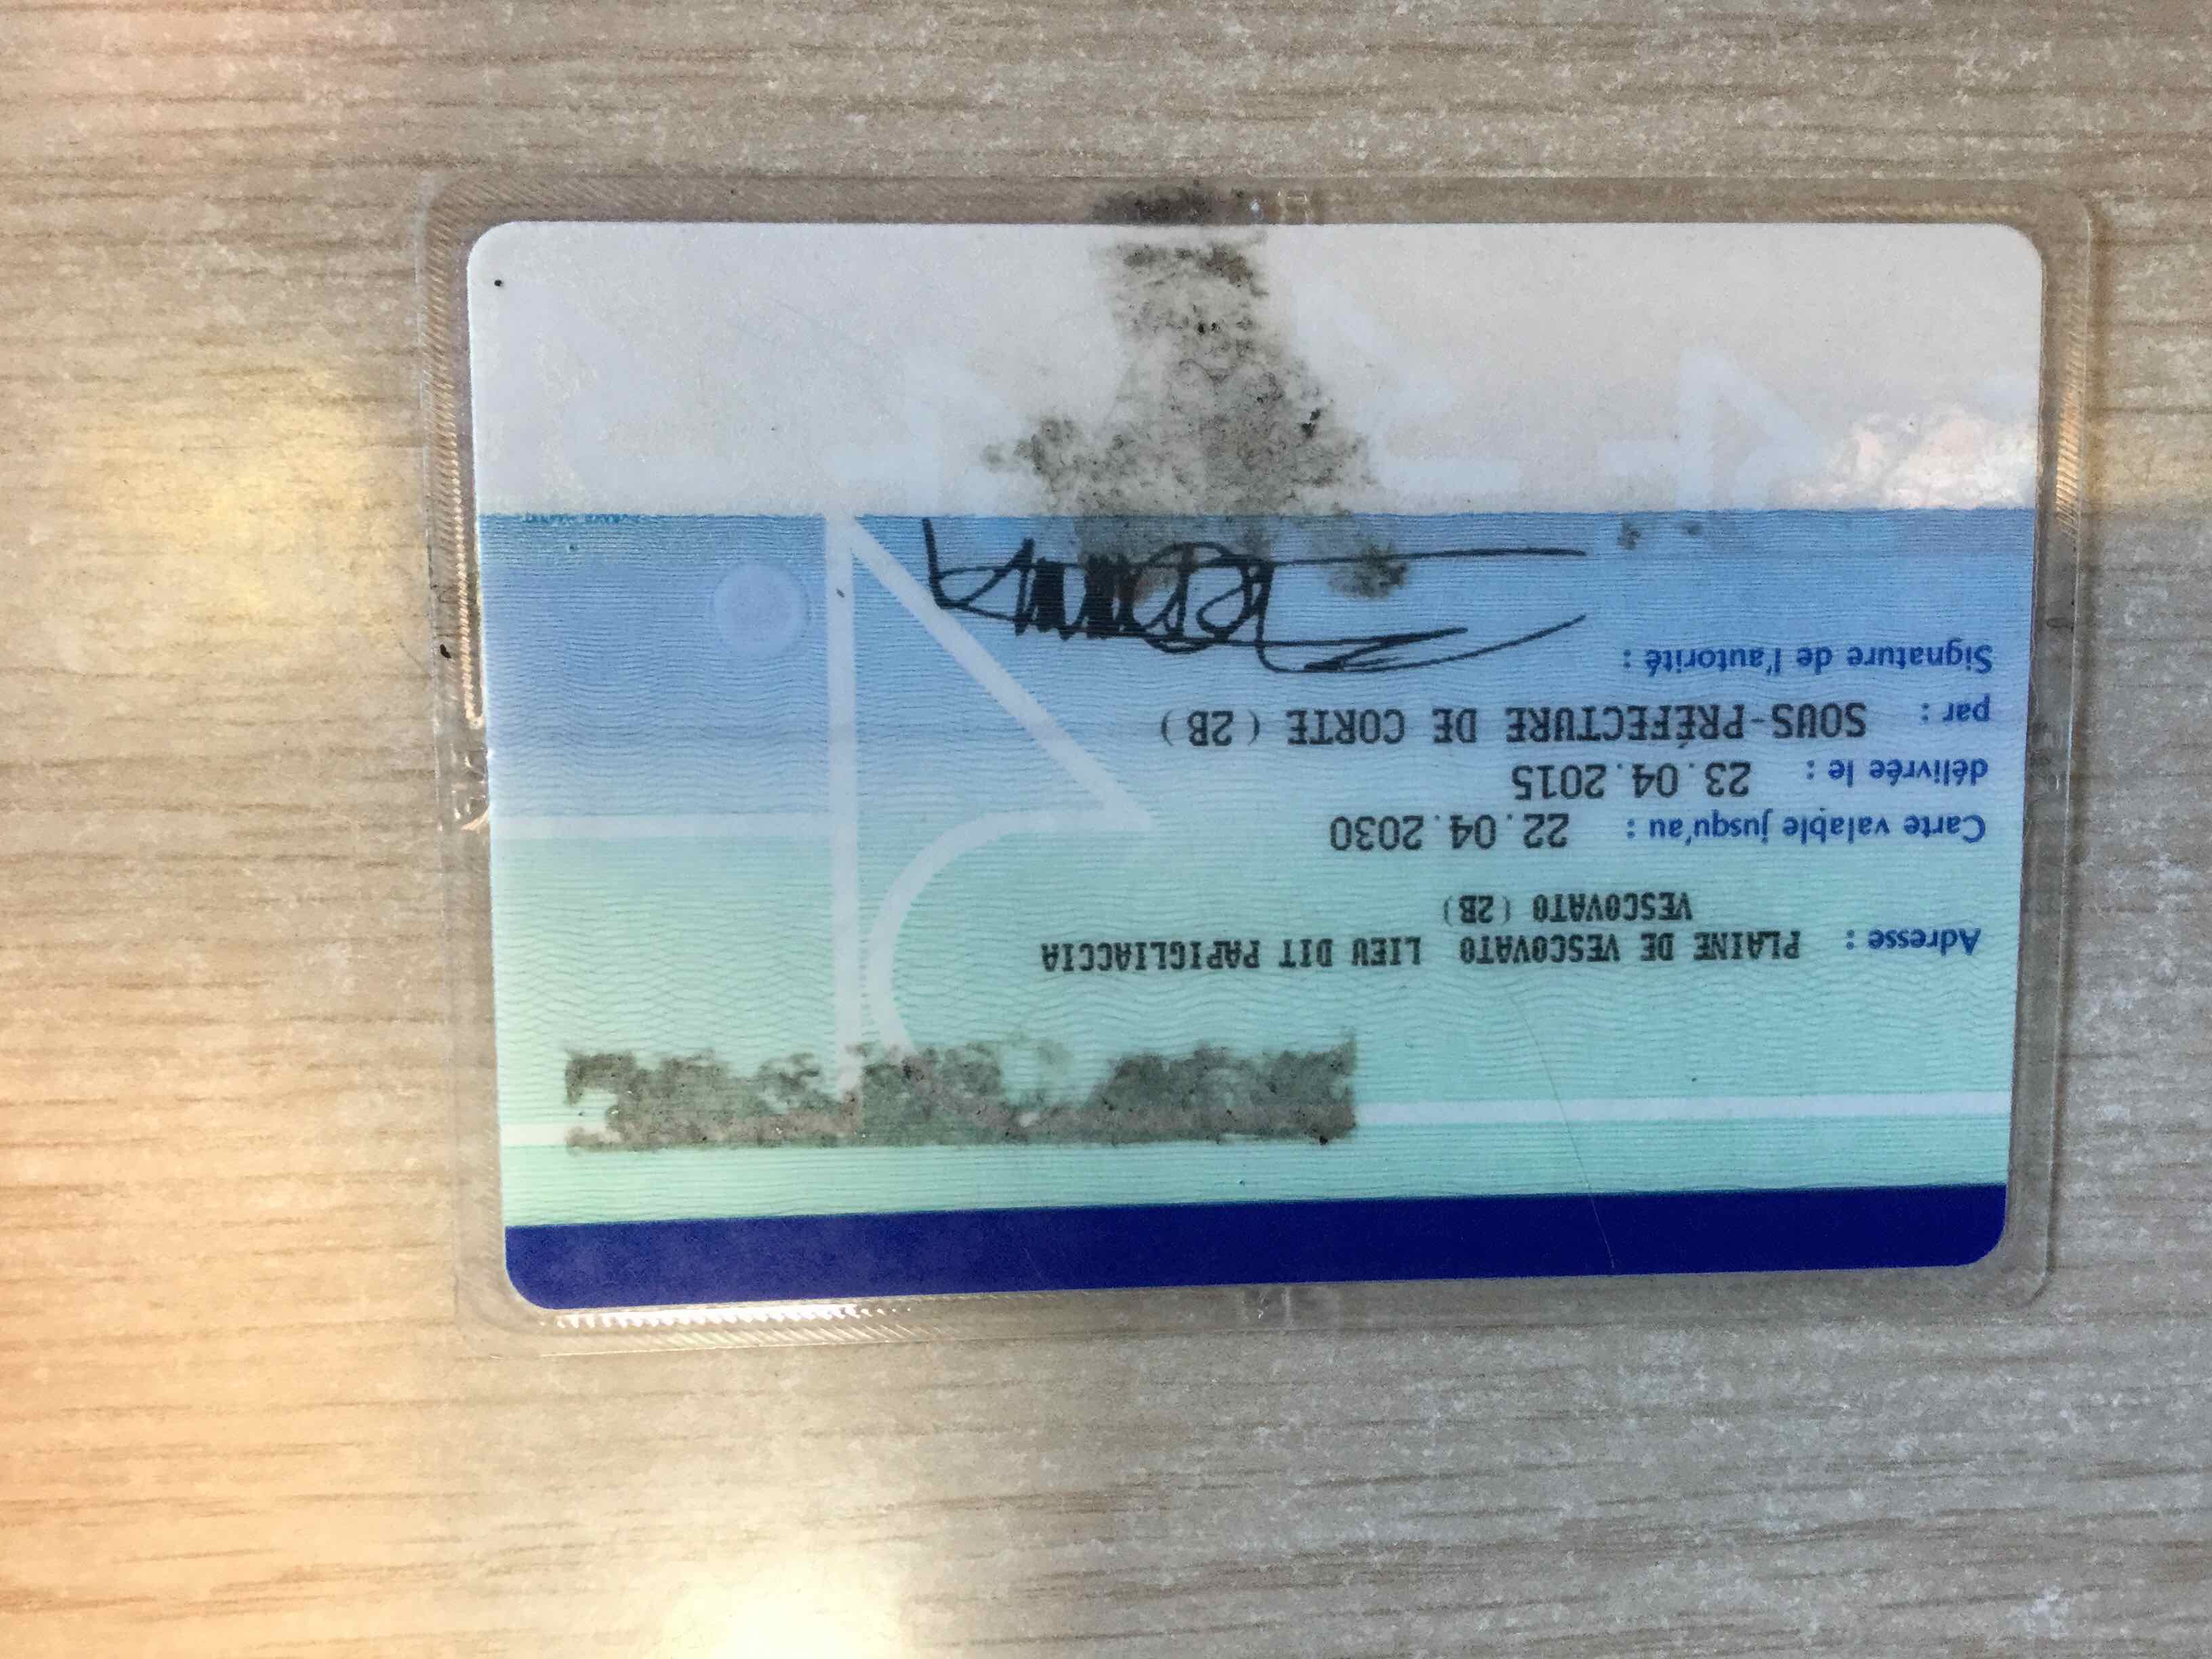 Adresse : PLAINE DE VESCOVATO LIEU DIT PAPIGLIACCIA
VESCOVATO (2B)
Carte valable jusqu'au : 22.04.2030
délivrée le : 23.04.2015
par : SOUS-PRÉFECTURE DE CORTE (2B)
Signature de l'autorité :